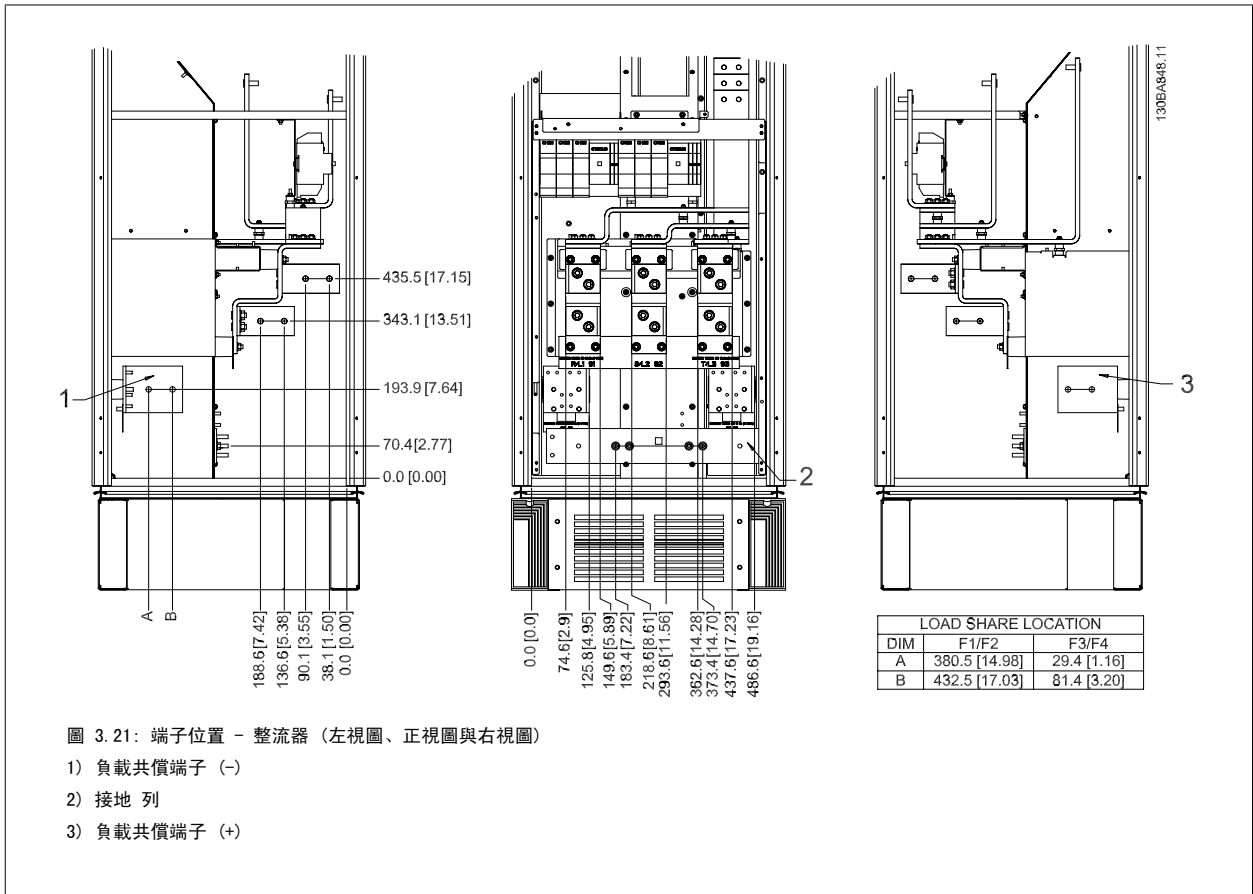 130BA848.11
435.5 [17.15]
343.1 [13.51]
193.9 [7.64]
70.4 [2.77]
0.0 [0.00]
1
2
3
A
B
188.6 [7.42]
136.6 [5.38]
90.1 [3.55]
38.1 [1.50]
0.0 [0.00]
R/L1 91
S/L2 92
T/L3 93
0.0 [0.0]
74.6 [2.9]
125.8 [4.95]
149.6 [5.89]
183.4 [7.22]
218.6 [8.61]
293.6 [11.56]
362.6 [14.28]
373.4 [14.70]
437.6 [17.23]
486.6 [19.16]
LOAD SHARE LOCATION
DIM F1/F2 F3/F4
A 380.5 [14.98] 29.4 [1.16]
B 432.5 [17.03] 81.4 [3.20]
圖 3.21: 端子位置 - 整流器 (左視圖、正視圖與右視圖)
1) 負載共償端子 (-)
2) 接地 列
3) 負載共償端子 (+)